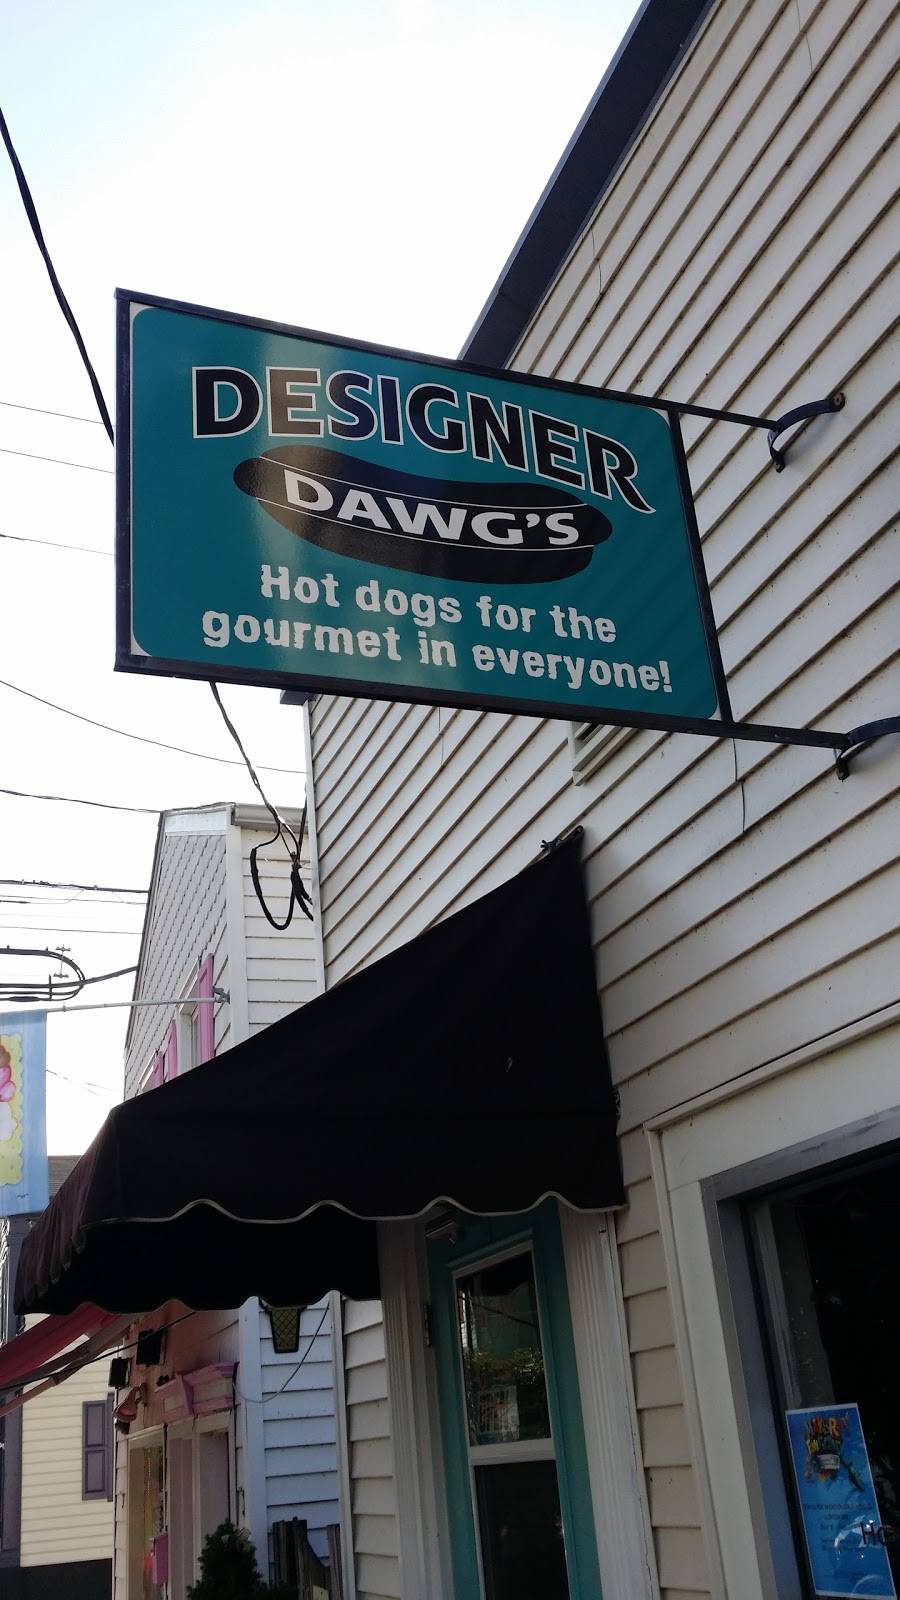 DESIGNER
DAWG'S
Hot dogs for the
gourmet in everyone!